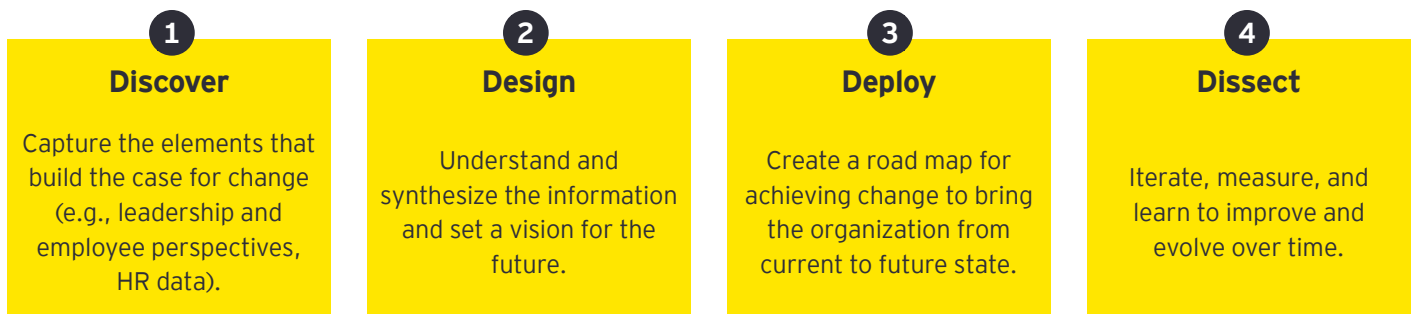 1
Discover
Capture the elements that
build the case for change
(e.g., leadership and
employee perspectives,
HR data).
2
Design
Understand and
synthesize the information
and set a vision for the
future.
3
Deploy
Create a road map for
achieving change to bring
the organization from
current to future state.
4
Dissect
Iterate, measure, and
learn to improve and
evolve over time.